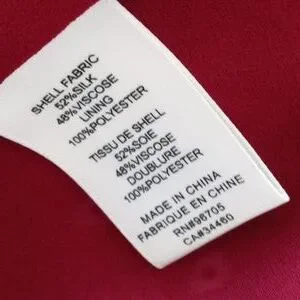 SHELL FABRIC
52%SILK
48%VISCOSE
LINING
100%POLYESTER
TISSU DE SHELL
52%SOIE
48%VISCOSE
DOUBLURE
100%POLYESTER
MADE IN CHINA
FABRIQUE EN CHINE
RN#96705
CA#34460